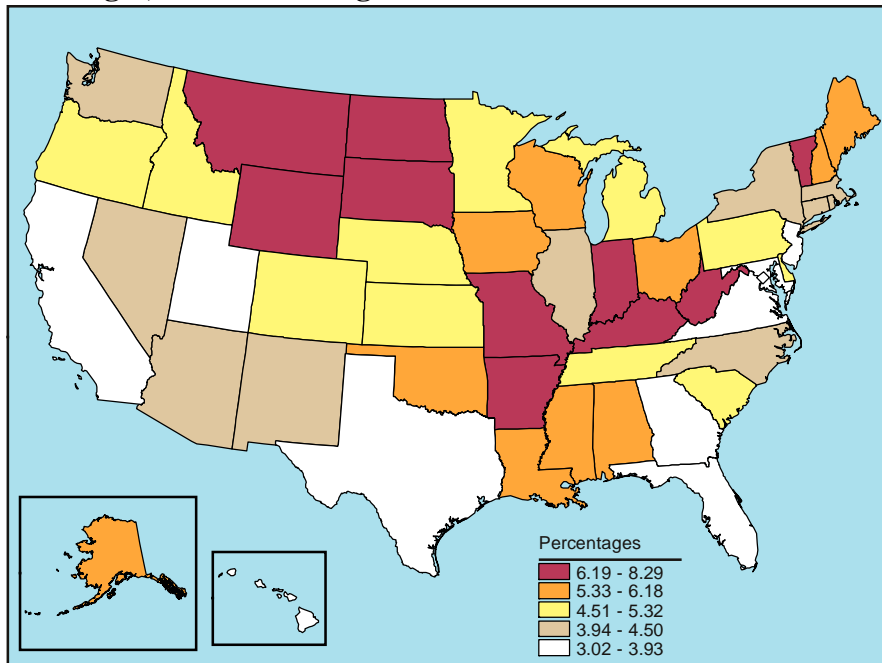 Percentages
6.19 - 8.29
5.33 - 6.18
4.51 - 5.32
3.94 - 4.50
3.02 - 3.93